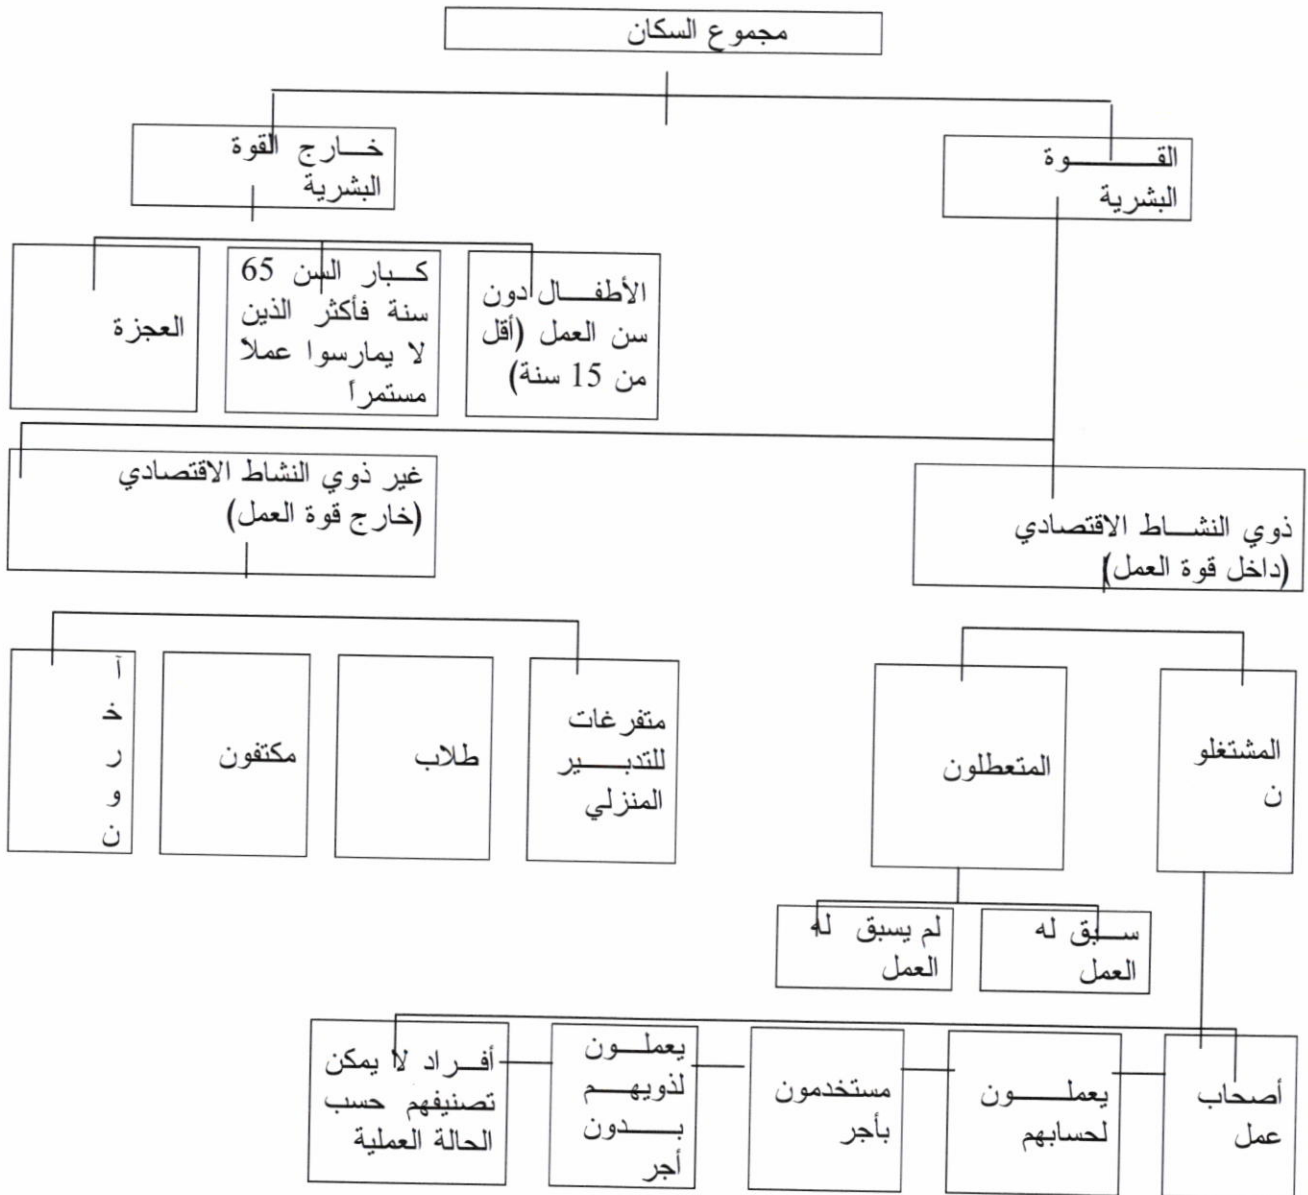 مجموع السكان
القوة
البشرية
خارج القوة
البشرية
الأطفال دون
سن العمل (أقل
من 15 سنة)
كبار السن 65
سنة فأكثر الذين
لا يمارسوا عملاً
مستمراً
العجزة
ذوي النشاط الاقتصادي
(داخل قوة العمل)
غير ذوي النشاط الاقتصادي
(خارج قوة العمل)
المشتغلو
ن
المتعطلون
متفرغات
للتدبير
المنزلي
طلاب
مكتفون
آ
خ
ر
و
ن
سبق له
العمل
لم يسبق له
العمل
أصحاب
عمل
يعملون
لحسابهم
مستخدمون
بأجر
يعملون
لذويهم
بدون
أجر
أفراد لا يمكن
تصنيفهم حسب
الحالة العملية